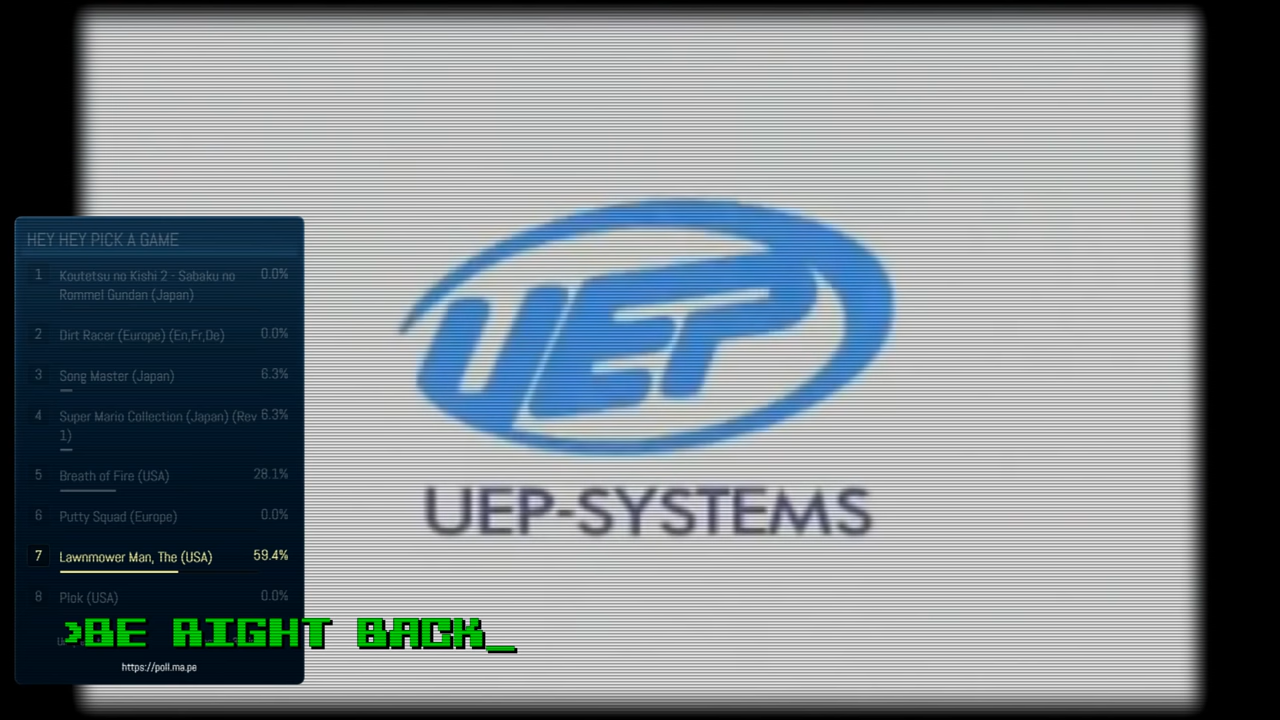 UEP
UEP-SYSTEMS
HEY HEY PICK A GAME
1 Koutetsu no Kishi 2 - Sabaku no 0.0%
Rommel Gundan (Japan)
2 Dirt Racer (Europe) (En,Fr,De) 0.0%
3 Song Master (Japan) 6.3%
4 Super Mario Collection (Japan) (Rev 6.3%
1)
5 Breath of Fire (USA) 28.1%
6 Putty Squad (Europe) 0.0%
7 Lawnmower Man, The (USA) 59.4%
8 Plok (USA) 0.0%
>BE RIGHT BACK_
https://poll.ma.pe